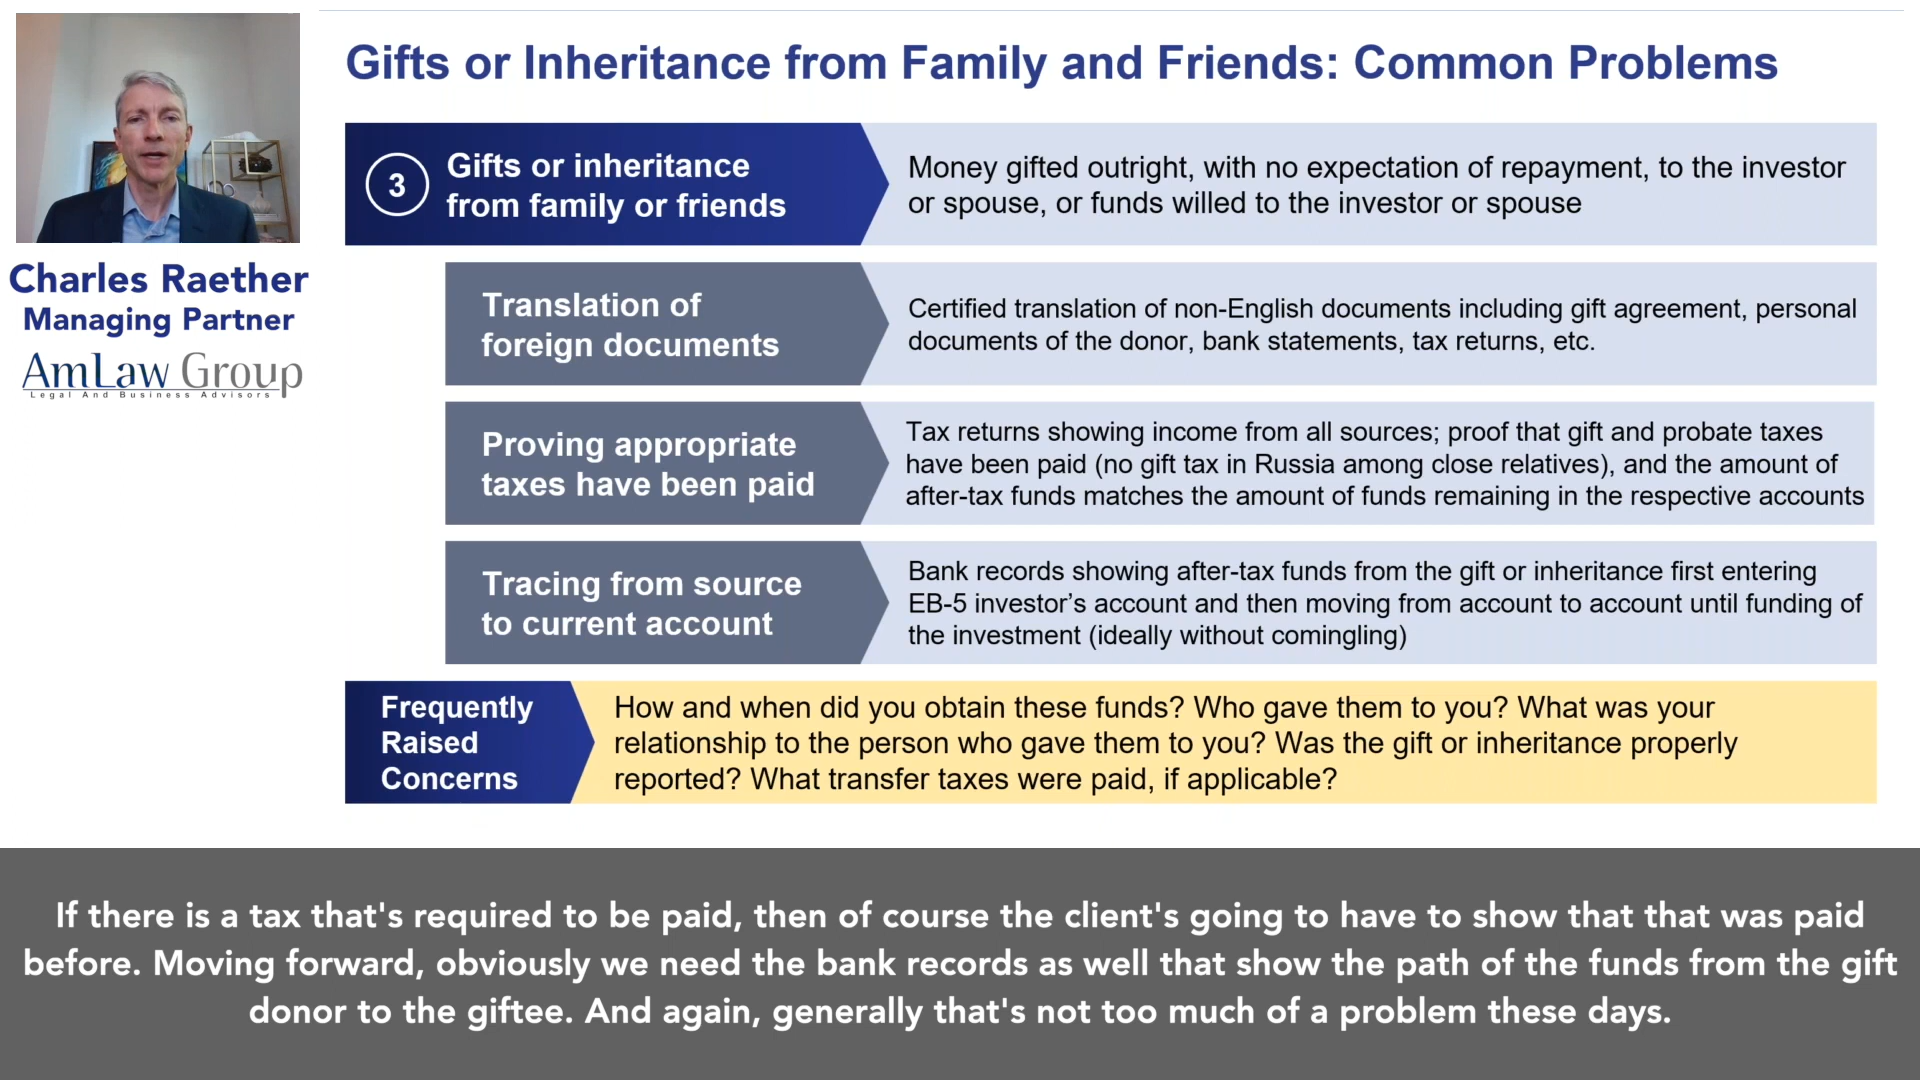 Gifts or Inheritance from Family and Friends: Common Problems
3
Gifts or inheritance
from family or friends
Money gifted outright, with no expectation of repayment, to the investor
or spouse, or funds willed to the investor or spouse
Charles Raether
Managing Partner
AmLaw Group
Legal And Business Advisors
Translation of
foreign documents
Certified translation of non-English documents including gift agreement, personal
documents of the donor, bank statements, tax returns, etc.
Proving appropriate
taxes have been paid
Tax returns showing income from all sources; proof that gift and probate taxes
have been paid (no gift tax in Russia among close relatives), and the amount of
after-tax funds matches the amount of funds remaining in the respective accounts
Tracing from source
to current account
Bank records showing after-tax funds from the gift or inheritance first entering
EB-5 investor’s account and then moving from account to account until funding of
the investment (ideally without comingling)
Frequently
Raised
Concerns
How and when did you obtain these funds? Who gave them to you? What was your
relationship to the person who gave them to you? Was the gift or inheritance properly
reported? What transfer taxes were paid, if applicable?
If there is a tax that's required to be paid, then of course the client's going to have to show that that was paid
before. Moving forward, obviously we need the bank records as well that show the path of the funds from the gift
donor to the giftee. And again, generally that's not too much of a problem these days.